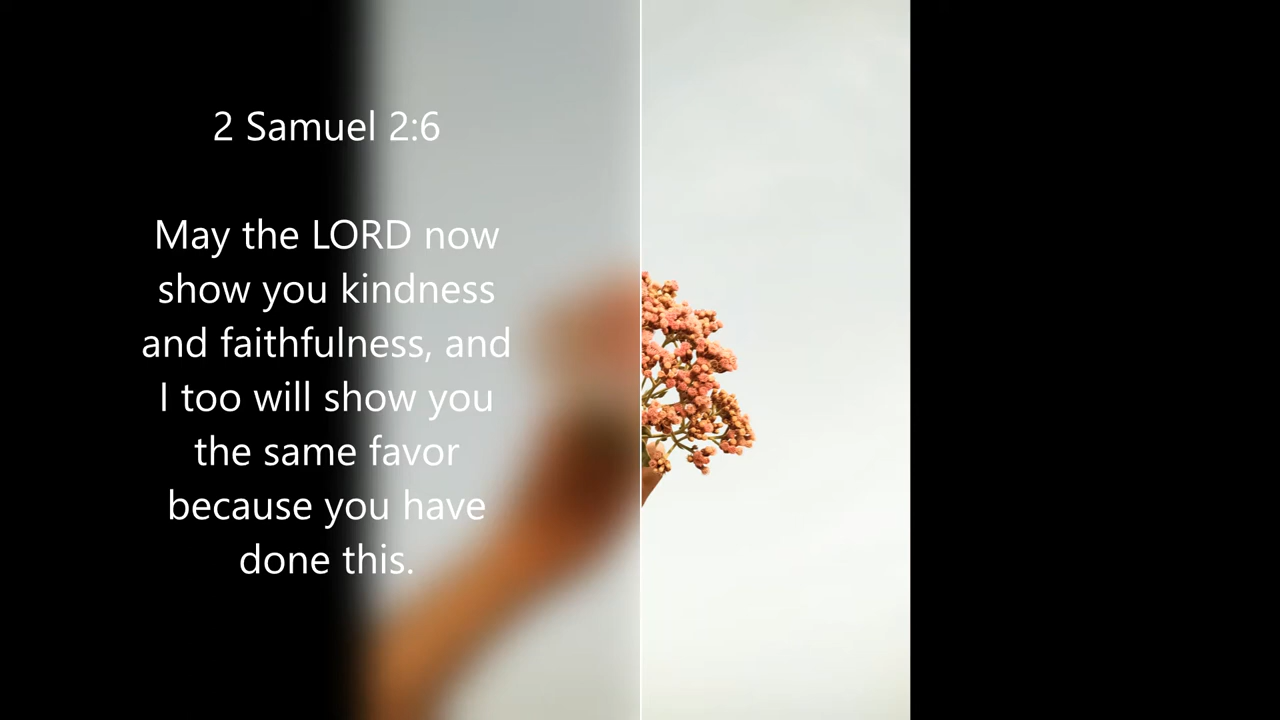 2 Samuel 2:6
May the LORD now
show you kindness
and faithfulness, and
I too will show you
the same favor
because you have
done this.